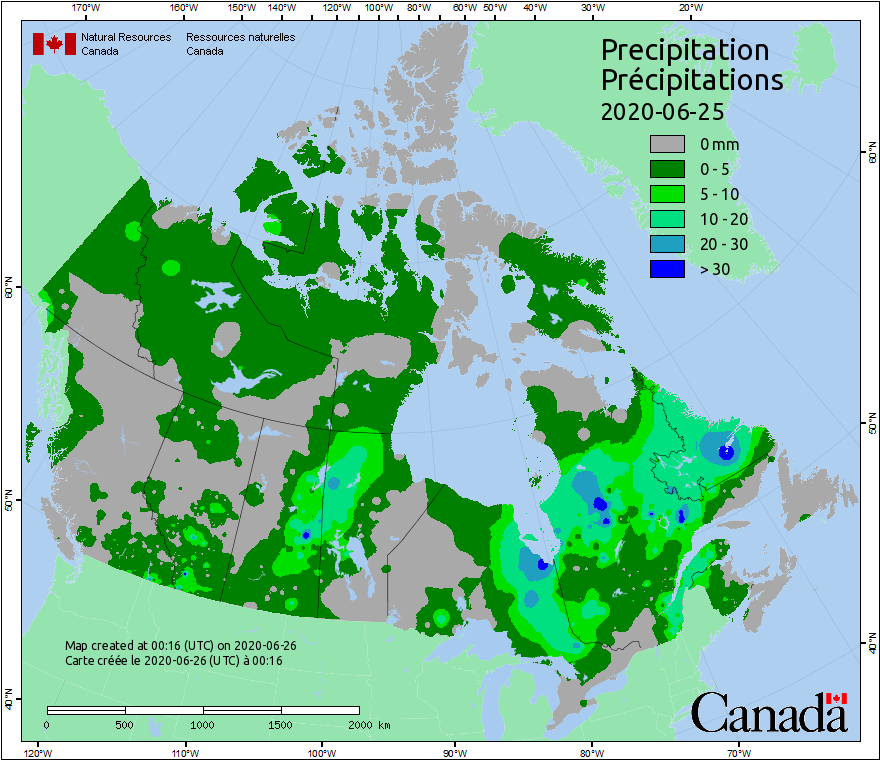 170°W 160°W 150°W 140°W 120°W 100°W 80°W 60°W 50°W 40°W 30°W 20°W
Natural Resources Ressources naturelles
Canada Canada
Precipitation
Précipitations
2020-06-25
0 mm
0 - 5
5 - 10
10 - 20
20 - 30
> 30
60°N
60°N
50°N
50°N
40°N
40°N
Map created at 00:16 (UTC) on 2020-06-26
Carte créée le 2020-06-26 (UTC) à 00:16
0 500 1000 1500 2000 km
Canada
120°W 110°W 100°W 90°W 80°W 70°W